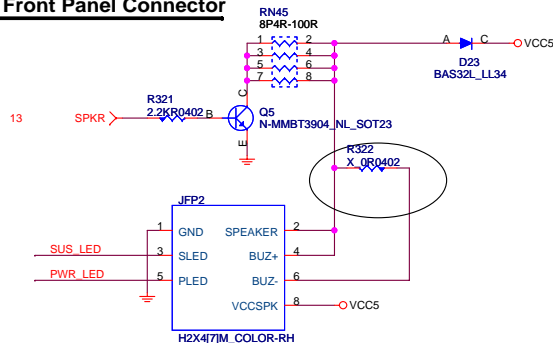 Front Panel Connector
RN45
8P4R-100R
1 2
3 4
5 6
7 8
A C
VCC5
D23
BAS32L_LL34
C
13 SPKR
R321
2.2KR0402
B
Q5
N-MMBT3904_NL_SOT23
E
R322
X_0R0402
JFP2
1 GND SPEAKER 2
SUS_LED 3 SLED BUZ+ 4
PWR_LED 5 PLED BUZ- 6
VCCSPK 8 VCC5
H2X4[7]M_COLOR-RH